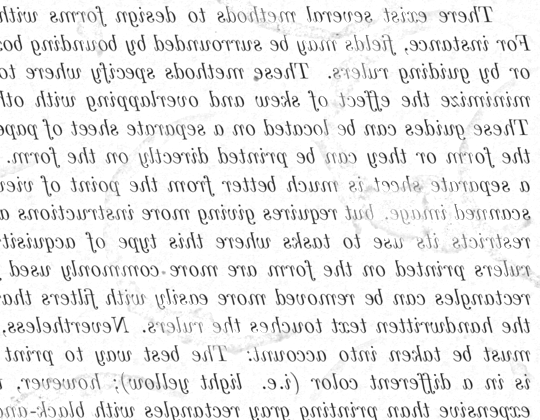 There exist several methods to design forms with
For instance, fields may be surrounded by bounding bo
or by guiding rulers. These methods specify where to
minimize the effect of skew and overlapping with oth
These guides can be located on a separate sheet of pape
the form or they can be printed directly on the form.
a separate sheet is much better from the point of view
scanned image, but requires giving more instructions a
restricts its use to tasks where this type of acquisiti
rulers printed on the form are more commonly used
rectangles can be removed more easily with filters tha
the handwritten text touches the rulers. Nevertheless,
must be taken into account: The best way to print
is in a different color (i.e. light yellow); however,
expensive than printing gray rectangles with black-and